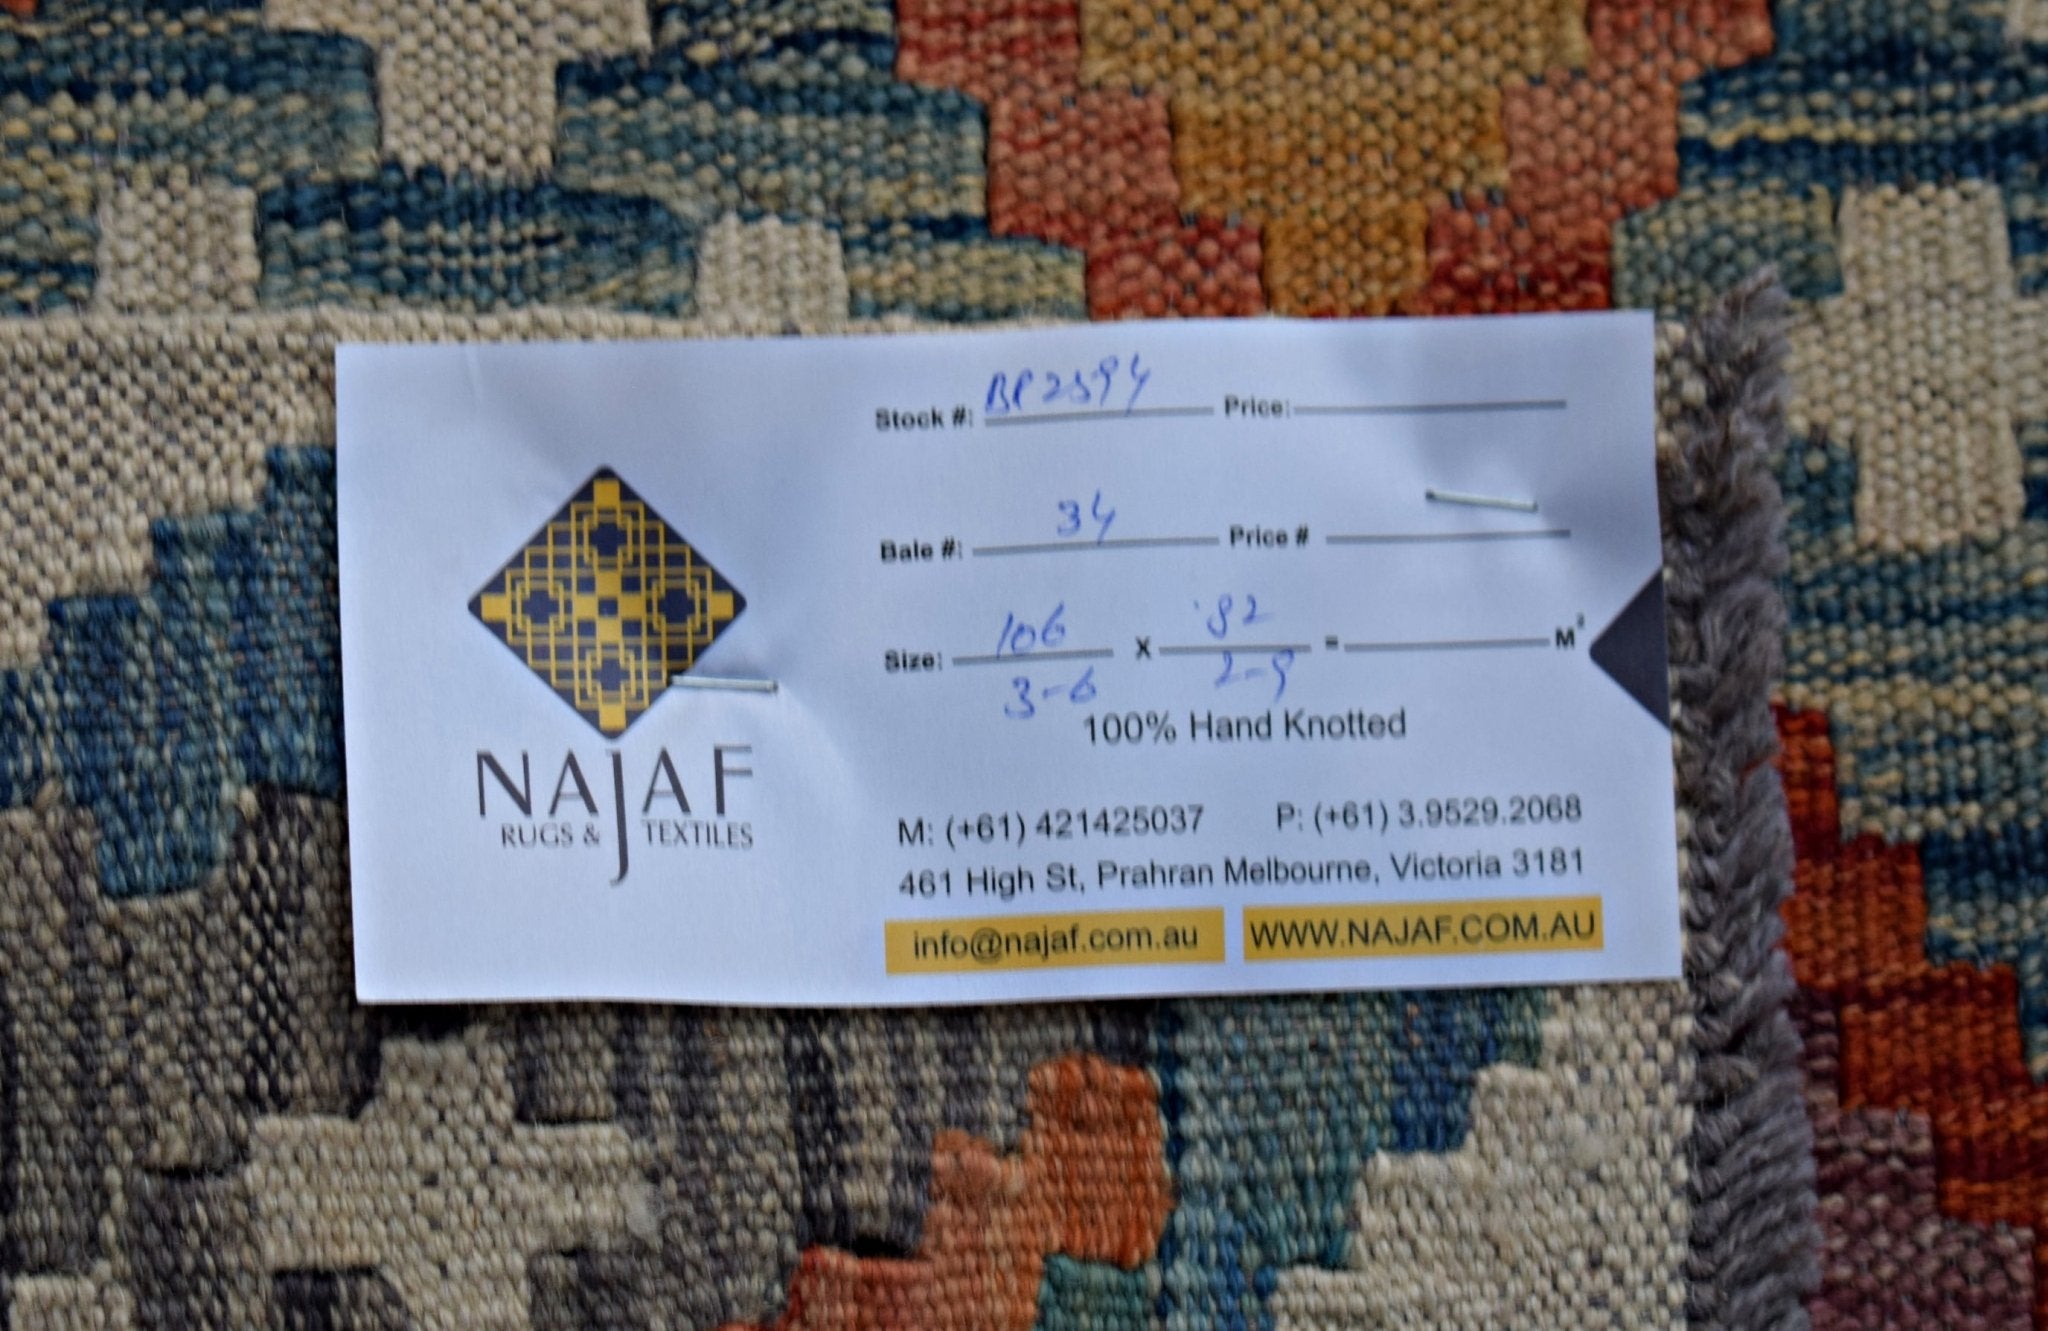 NAJAF
RUGS & TEXTILES
Stock #: BP2594 Price:
Bale #: 34 Price #
Size: 106 X 82 = M²
3-6 2-9
100% Hand Knotted
M: (+61) 421425037 P: (+61) 3.9529.2068
461 High St, Prahran Melbourne, Victoria 3181
info@najaf.com.au WWW.NAJAF.COM.AU